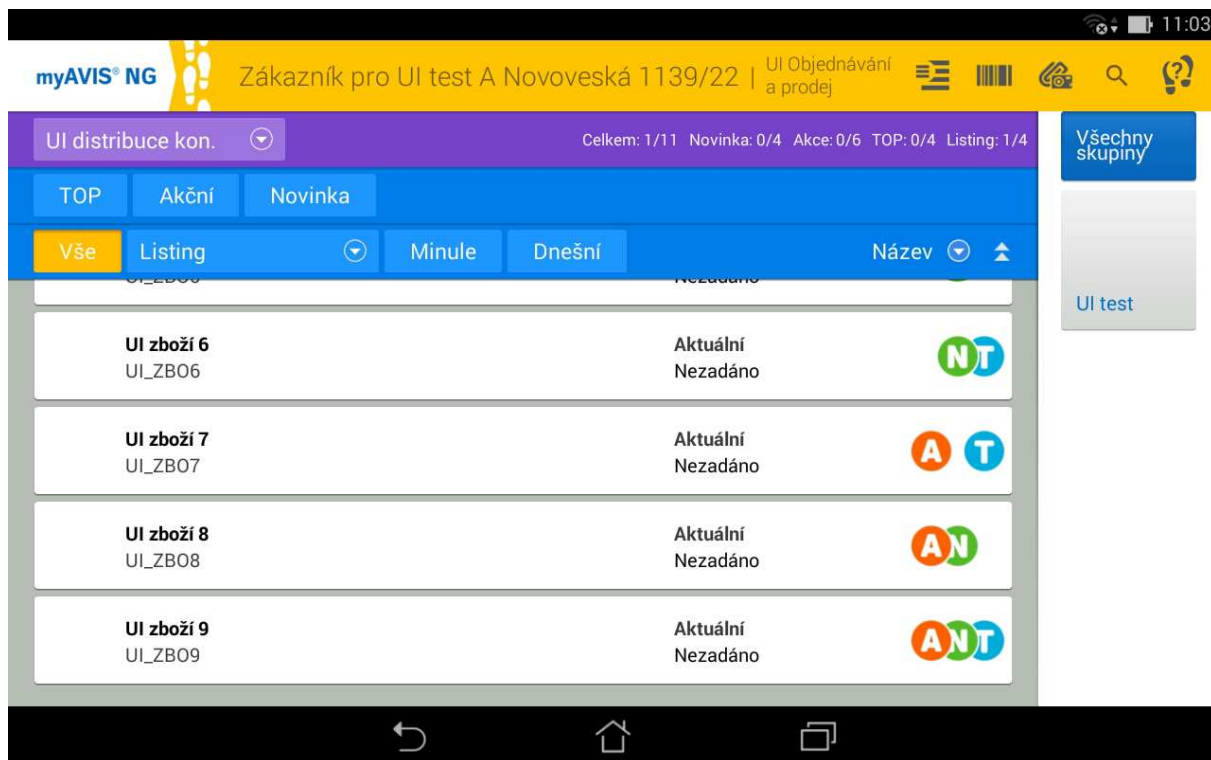 11:03
myAVIS® NG
Zákazník pro UI test A Novoveská 1139/22 | UI Objednávání
a prodej
UI distribuce kon.
Celkem: 1/11 Novinka: 0/4 Akce: 0/6 TOP: 0/4 Listing: 1/4
Všechny
skupiny
TOP Akční Novinka
Vše Listing Minule Dnešní Název
UI test
UI zboží 6 Aktuální
UI_ZBO6 Nezadáno
N T
UI zboží 7 Aktuální
UI_ZBO7 Nezadáno
A T
UI zboží 8 Aktuální
UI_ZBO8 Nezadáno
A N
UI zboží 9 Aktuální
UI_ZBO9 Nezadáno
A N T